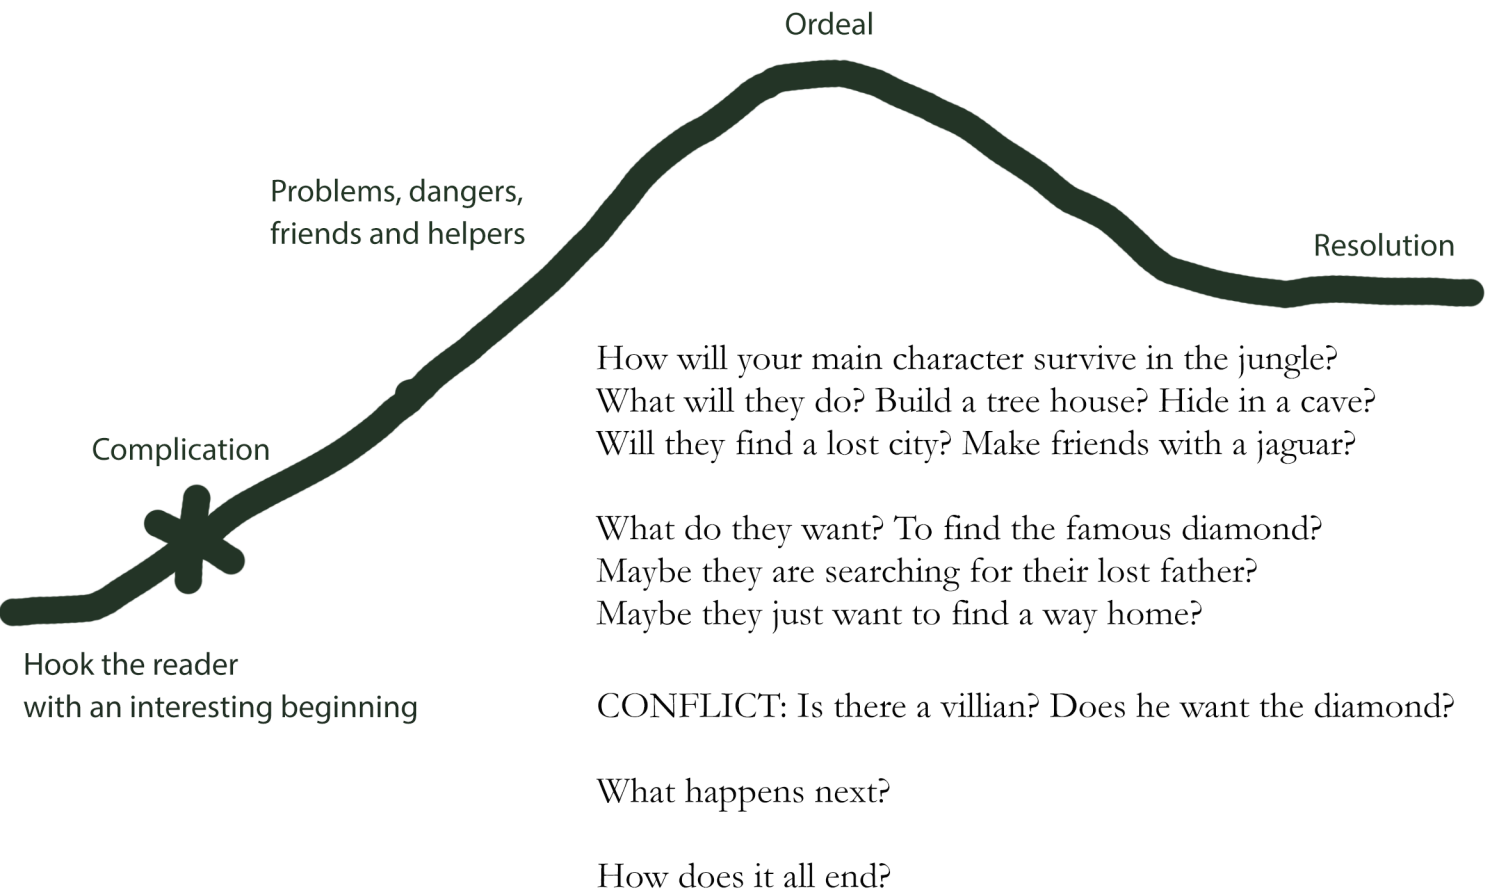 Ordeal
Problems, dangers,
friends and helpers
Resolution
Complication
Hook the reader
with an interesting beginning
How will your main character survive in the jungle?
What will they do? Build a tree house? Hide in a cave?
Will they find a lost city? Make friends with a jaguar?
What do they want? To find the famous diamond?
Maybe they are searching for their lost father?
Maybe they just want to find a way home?
CONFLICT: Is there a villian? Does he want the diamond?
What happens next?
How does it all end?